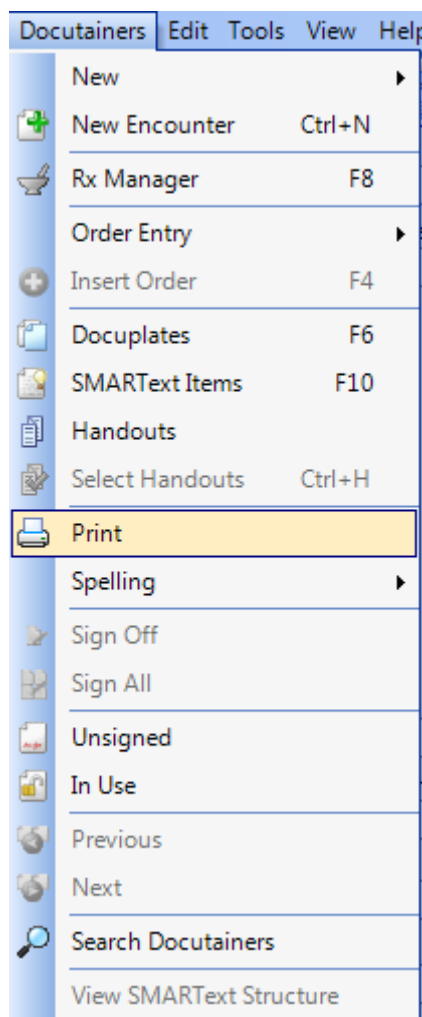 Docutainers Edit Tools View Help
New
New Encounter Ctrl+N
Rx Manager F8
Order Entry
Insert Order F4
Docuplates F6
SMARText Items F10
Handouts
Select Handouts Ctrl+H
Print
Spelling
Sign Off
Sign All
Unsigned
In Use
Previous
Next
Search Docutainers
View SMARText Structure